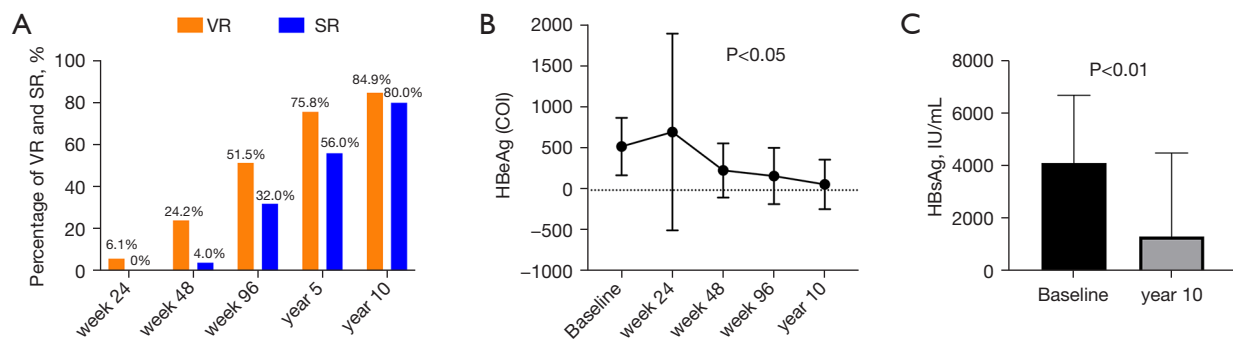 A
VR
SR
Percentage of VR and SR, %
100
80
60
40
20
0
6.1%
0%
24.2%
4.0%
51.5%
32.0%
75.8%
56.0%
84.9%
80.0%
week 24
week 48
week 96
year 5
year 10
B
P<0.05
HBeAg (COI)
2000
1500
1000
500
0
−500
−1000
Baseline
week 24
week 48
week 96
year 10
C
P<0.01
HBsAg, IU/mL
8000
6000
4000
2000
0
Baseline
year 10